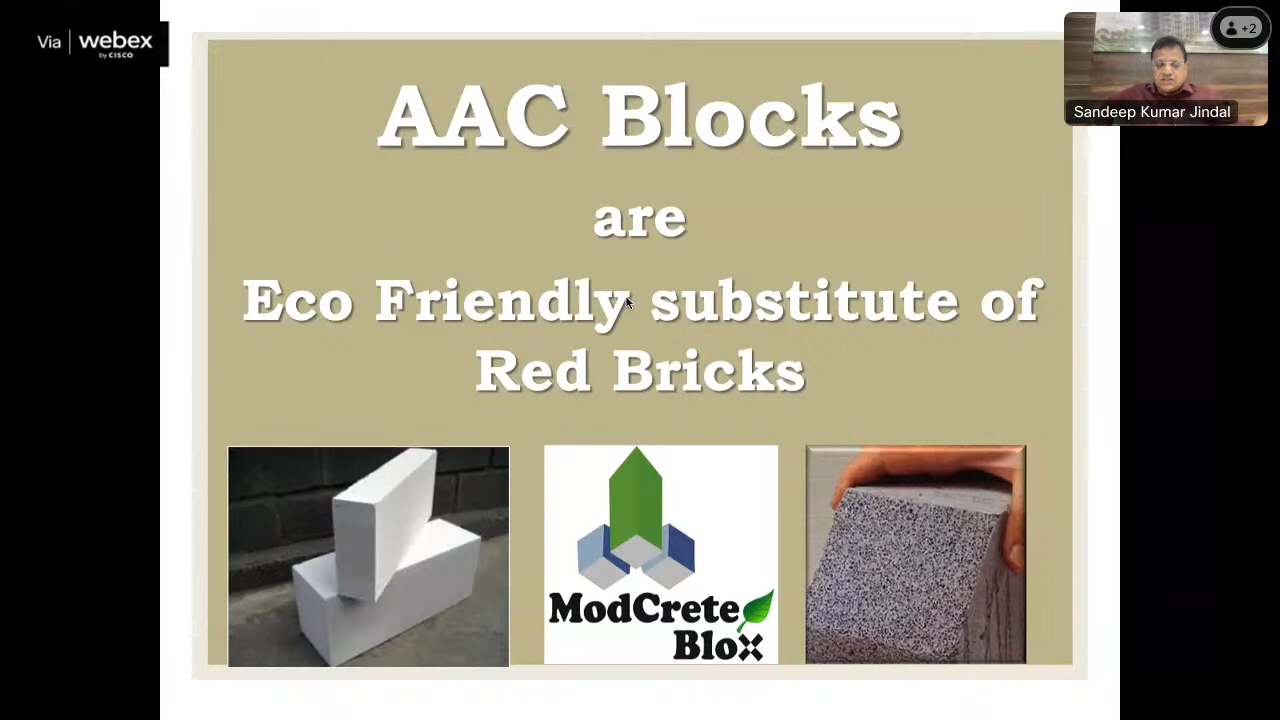 Via webex
by CISCO
+2
Sandeep Kumar Jindal
AAC Blocks
are
Eco Friendly substitute of
Red Bricks
ModCrete
Blox